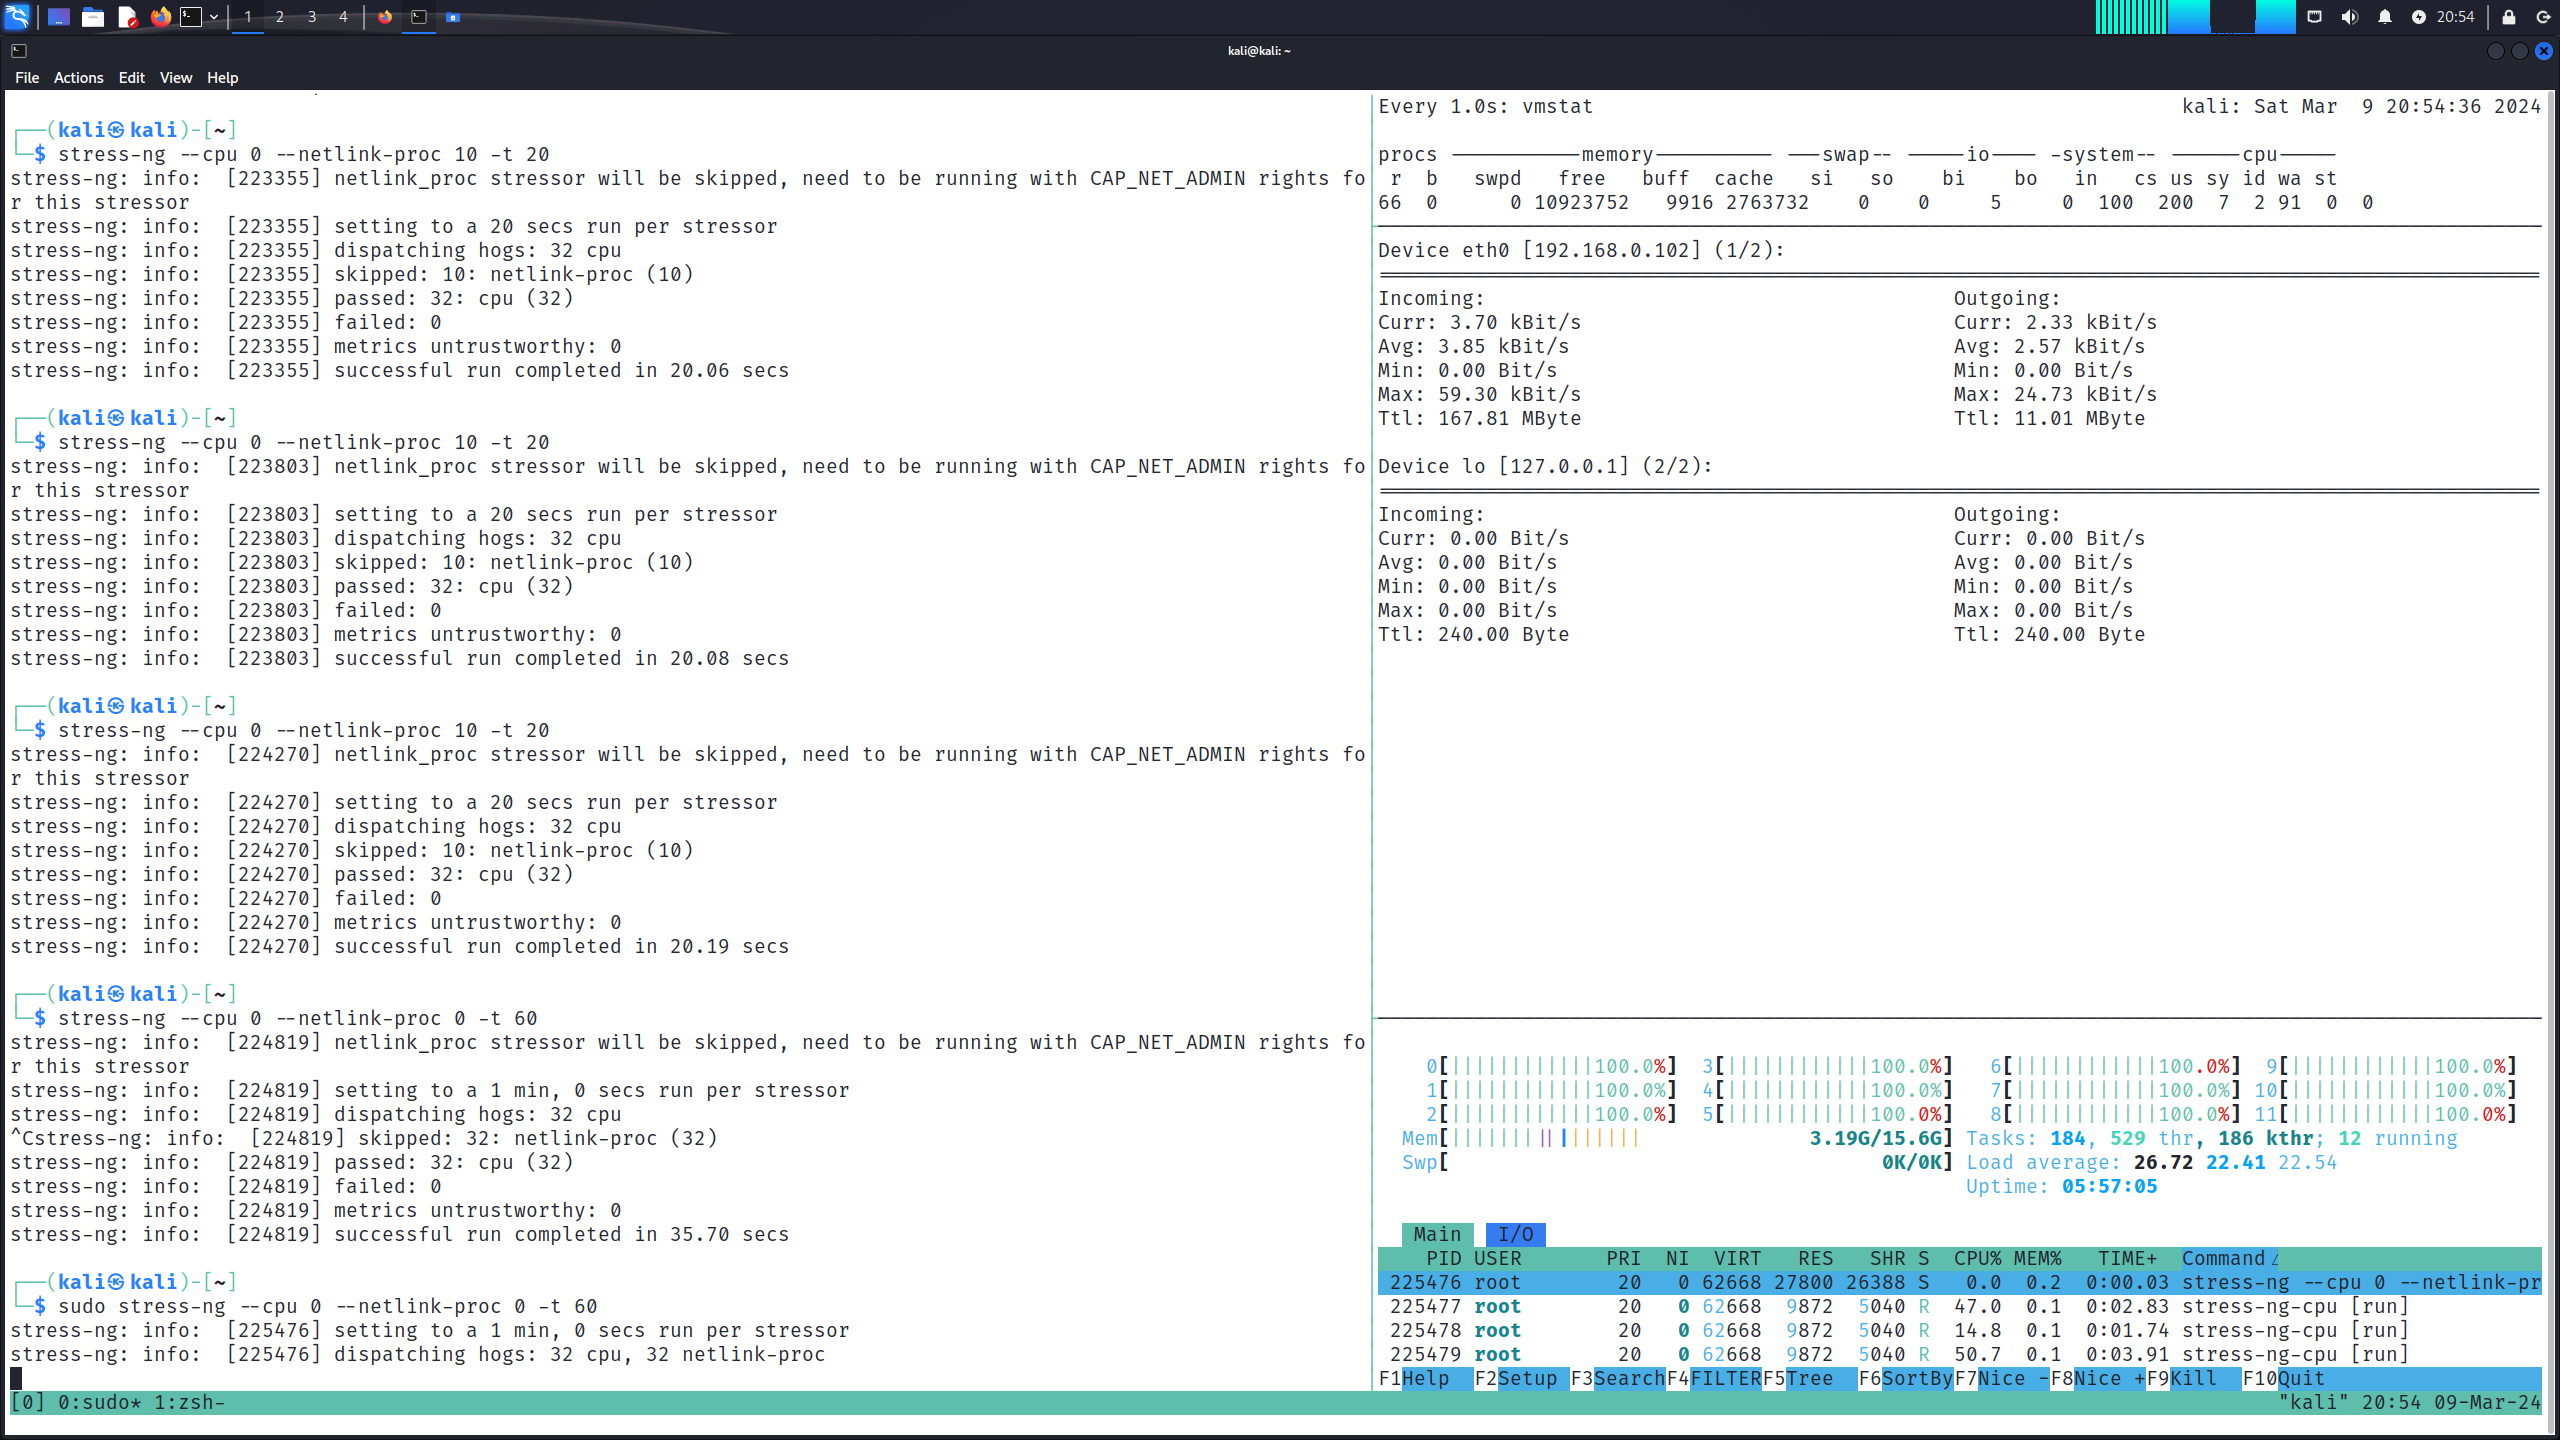 1 2 3 4
20:54
kali@kali: ~
File Actions Edit View Help
┌──(kali㉿kali)-[~]
└─$ stress-ng --cpu 0 --netlink-proc 10 -t 20
stress-ng: info:  [223355] netlink_proc stressor will be skipped, need to be running with CAP_NET_ADMIN rights fo
r this stressor
stress-ng: info:  [223355] setting to a 20 secs run per stressor
stress-ng: info:  [223355] dispatching hogs: 32 cpu
stress-ng: info:  [223355] skipped: 10: netlink-proc (10)
stress-ng: info:  [223355] passed: 32: cpu (32)
stress-ng: info:  [223355] failed: 0
stress-ng: info:  [223355] metrics untrustworthy: 0
stress-ng: info:  [223355] successful run completed in 20.06 secs
┌──(kali㉿kali)-[~]
└─$ stress-ng --cpu 0 --netlink-proc 10 -t 20
stress-ng: info:  [223803] netlink_proc stressor will be skipped, need to be running with CAP_NET_ADMIN rights fo
r this stressor
stress-ng: info:  [223803] setting to a 20 secs run per stressor
stress-ng: info:  [223803] dispatching hogs: 32 cpu
stress-ng: info:  [223803] skipped: 10: netlink-proc (10)
stress-ng: info:  [223803] passed: 32: cpu (32)
stress-ng: info:  [223803] failed: 0
stress-ng: info:  [223803] metrics untrustworthy: 0
stress-ng: info:  [223803] successful run completed in 20.08 secs
┌──(kali㉿kali)-[~]
└─$ stress-ng --cpu 0 --netlink-proc 10 -t 20
stress-ng: info:  [224270] netlink_proc stressor will be skipped, need to be running with CAP_NET_ADMIN rights fo
r this stressor
stress-ng: info:  [224270] setting to a 20 secs run per stressor
stress-ng: info:  [224270] dispatching hogs: 32 cpu
stress-ng: info:  [224270] skipped: 10: netlink-proc (10)
stress-ng: info:  [224270] passed: 32: cpu (32)
stress-ng: info:  [224270] failed: 0
stress-ng: info:  [224270] metrics untrustworthy: 0
stress-ng: info:  [224270] successful run completed in 20.19 secs
┌──(kali㉿kali)-[~]
└─$ stress-ng --cpu 0 --netlink-proc 0 -t 60
stress-ng: info:  [224819] netlink_proc stressor will be skipped, need to be running with CAP_NET_ADMIN rights fo
r this stressor
stress-ng: info:  [224819] setting to a 1 min, 0 secs run per stressor
stress-ng: info:  [224819] dispatching hogs: 32 cpu
^Cstress-ng: info:  [224819] skipped: 32: netlink-proc (32)
stress-ng: info:  [224819] passed: 32: cpu (32)
stress-ng: info:  [224819] failed: 0
stress-ng: info:  [224819] metrics untrustworthy: 0
stress-ng: info:  [224819] successful run completed in 35.70 secs
┌──(kali㉿kali)-[~]
└─$ sudo stress-ng --cpu 0 --netlink-proc 0 -t 60
stress-ng: info:  [225476] setting to a 1 min, 0 secs run per stressor
stress-ng: info:  [225476] dispatching hogs: 32 cpu, 32 netlink-proc
Every 1.0s: vmstat kali: Sat Mar  9 20:54:36 2024
procs -----------memory---------- ---swap-- -----io---- -system-- ------cpu-----
r b swpd free buff cache si so bi bo in cs us sy id wa st
66 0 0 10923752 9916 2763732 0 0 5 0 100 200 7 2 91 0 0
Device eth0 [192.168.0.102] (1/2):
Incoming: Outgoing:
Curr: 3.70 kBit/s Curr: 2.33 kBit/s
Avg: 3.85 kBit/s Avg: 2.57 kBit/s
Min: 0.00 Bit/s Min: 0.00 Bit/s
Max: 59.30 kBit/s Max: 24.73 kBit/s
Ttl: 167.81 MByte Ttl: 11.01 MByte
Device lo [127.0.0.1] (2/2):
Incoming: Outgoing:
Curr: 0.00 Bit/s Curr: 0.00 Bit/s
Avg: 0.00 Bit/s Avg: 0.00 Bit/s
Min: 0.00 Bit/s Min: 0.00 Bit/s
Max: 0.00 Bit/s Max: 0.00 Bit/s
Ttl: 240.00 Byte Ttl: 240.00 Byte
0[||||||||||||100.0%] 3[||||||||||||100.0%] 6[||||||||||||100.0%] 9[||||||||||||100.0%]
1[||||||||||||100.0%] 4[||||||||||||100.0%] 7[||||||||||||100.0%] 10[||||||||||||100.0%]
2[||||||||||||100.0%] 5[||||||||||||100.0%] 8[||||||||||||100.0%] 11[||||||||||||100.0%]
Mem[|||||||||||||||| 3.19G/15.6G] Tasks: 184, 529 thr, 186 kthr; 12 running
Swp[ 0K/0K] Load average: 26.72 22.41 22.54
Uptime: 05:57:05
Main I/O
PID USER PRI NI VIRT RES SHR S CPU% MEM% TIME+ Command△
225476 root 20 0 62668 27800 26388 S 0.0 0.2 0:00.03 stress-ng --cpu 0 --netlink-pr
225477 root 20 0 62668 9872 5040 R 47.0 0.1 0:02.83 stress-ng-cpu [run]
225478 root 20 0 62668 9872 5040 R 14.8 0.1 0:01.74 stress-ng-cpu [run]
225479 root 20 0 62668 9872 5040 R 50.7 0.1 0:03.91 stress-ng-cpu [run]
F1Help F2Setup F3SearchF4FILTERF5Tree F6SortByF7Nice -F8Nice +F9Kill F10Quit
[0] 0:sudo* 1:zsh- "kali" 20:54 09-Mar-24